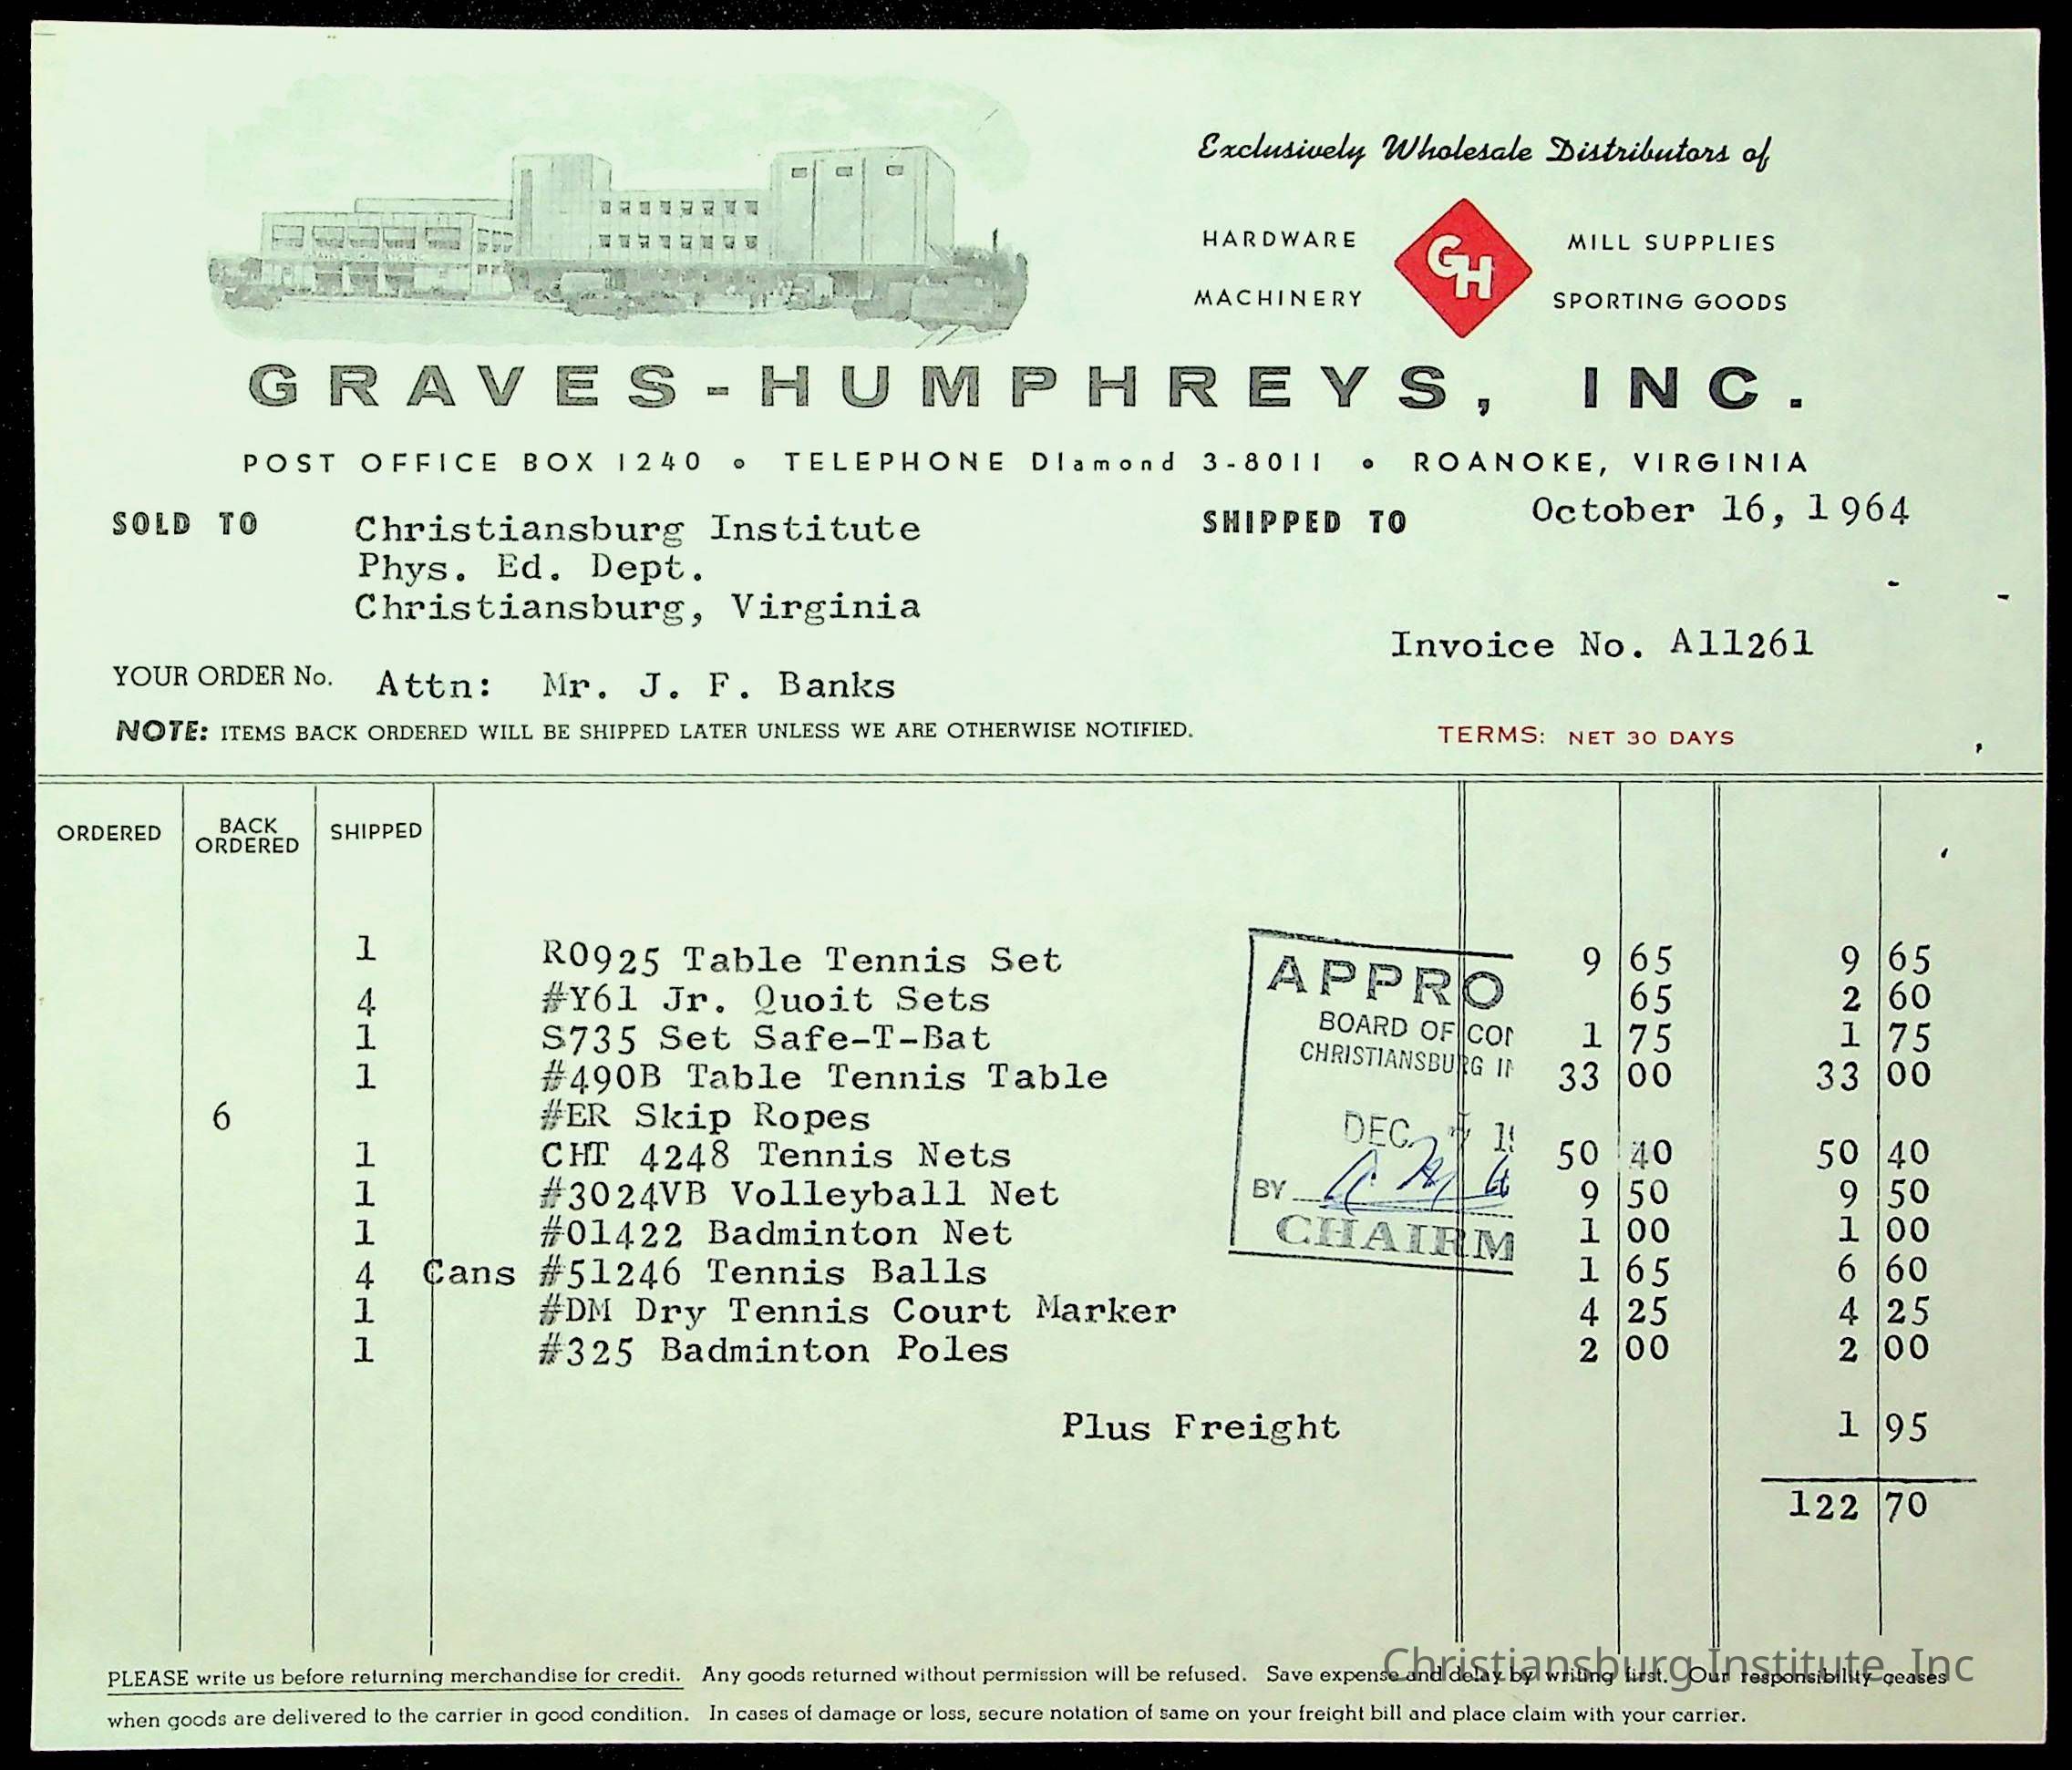 Exclusively Wholesale Distributors of
HARDWARE MILL SUPPLIES
GH
MACHINERY SPORTING GOODS
GRAVES-HUMPHREYS, INC.
POST OFFICE BOX 1240 • TELEPHONE DIamond 3-8011 • ROANOKE, VIRGINIA
SOLD TO Christiansburg Institute
Phys. Ed. Dept.
Christiansburg, Virginia
SHIPPED TO October 16, 1964
Invoice No. A11261
YOUR ORDER No. Attn: Mr. J. F. Banks
NOTE: ITEMS BACK ORDERED WILL BE SHIPPED LATER UNLESS WE ARE OTHERWISE NOTIFIED. TERMS: NET 30 DAYS
ORDERED BACK ORDERED SHIPPED
1 R0925 Table Tennis Set 9 65 9 65
4 #Y61 Jr. Quoit Sets 65 2 60
1 S735 Set Safe-T-Bat 1 75 1 75
1 #490B Table Tennis Table 33 00 33 00
6 #ER Skip Ropes
1 CHT 4248 Tennis Nets 50 40 50 40
1 #3024VB Volleyball Net 9 50 9 50
1 #01422 Badminton Net 1 00 1 00
4 Cans #51246 Tennis Balls 1 65 6 60
1 #DM Dry Tennis Court Marker 4 25 4 25
1 #325 Badminton Poles 2 00 2 00
APPRO
BOARD OF CO
CHRISTIANSBURG I
DEC
BY
CHAIRM
Plus Freight 1 95
122 70
PLEASE write us before returning merchandise for credit. Any goods returned without permission will be refused. Save expense and delay by writing first. Our responsibility ceases
when goods are delivered to the carrier in good condition. In cases of damage or loss, secure notation of same on your freight bill and place claim with your carrier.
Christiansburg Institute, Inc